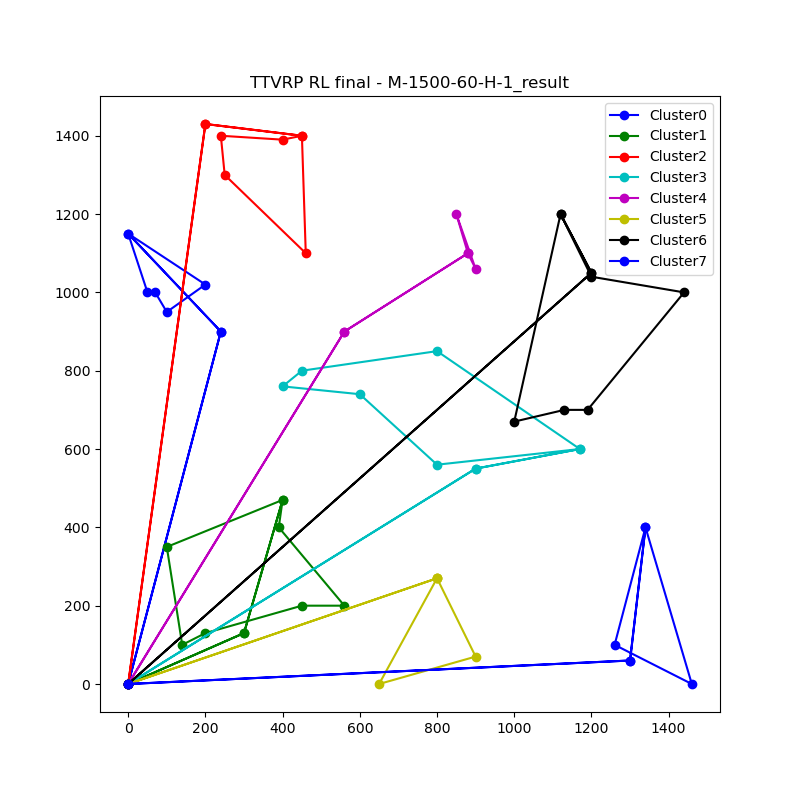 TTVRP RL final - M-1500-60-H-1_result
Cluster0
Cluster1
Cluster2
Cluster3
Cluster4
Cluster5
Cluster6
Cluster7
1400
1200
1000
800
600
400
200
0
0 200 400 600 800 1000 1200 1400